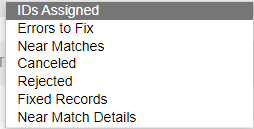 IDs Assigned
Errors to Fix
Near Matches
Canceled
Rejected
Fixed Records
Near Match Details